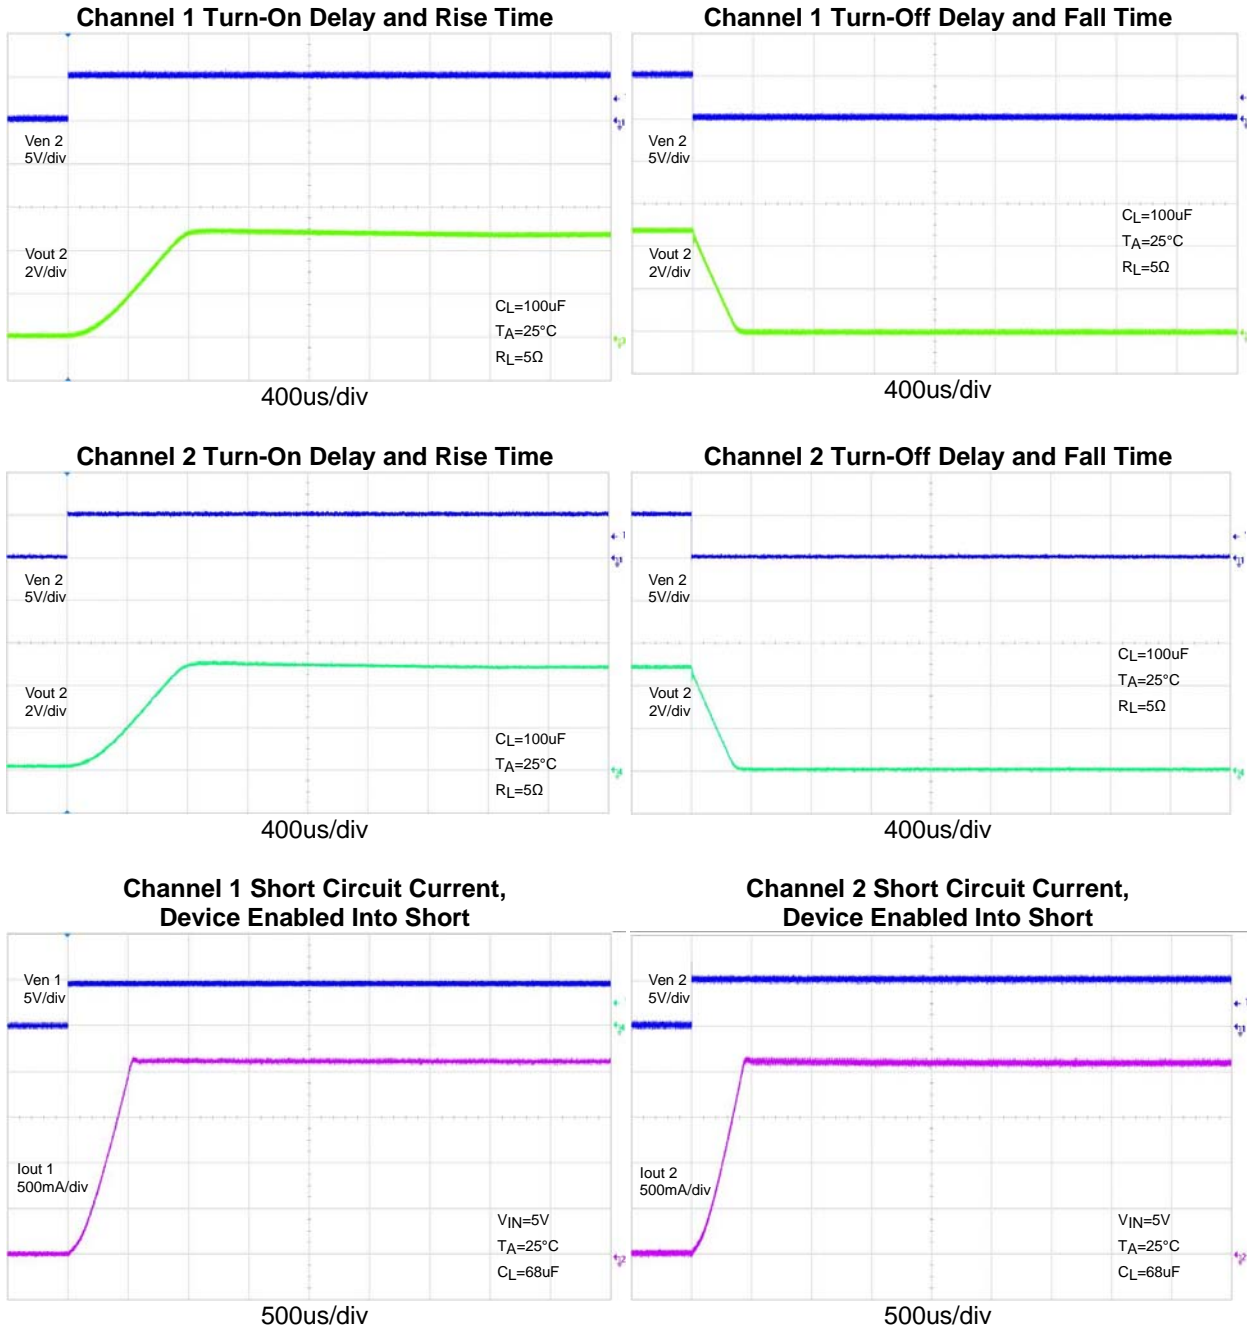 Channel 1 Turn-On Delay and Rise Time
Ven 2
5V/div
Vout 2
2V/div
CL=100uF
TA=25°C
RL=5Ω
400us/div
Channel 1 Turn-Off Delay and Fall Time
Ven 2
5V/div
Vout 2
2V/div
CL=100uF
TA=25°C
RL=5Ω
400us/div
Channel 2 Turn-On Delay and Rise Time
Ven 2
5V/div
Vout 2
2V/div
CL=100uF
TA=25°C
RL=5Ω
400us/div
Channel 2 Turn-Off Delay and Fall Time
Ven 2
5V/div
Vout 2
2V/div
CL=100uF
TA=25°C
RL=5Ω
400us/div
Channel 1 Short Circuit Current,
Device Enabled Into Short
Ven 1
5V/div
Iout 1
500mA/div
VIN=5V
TA=25°C
CL=68uF
500us/div
Channel 2 Short Circuit Current,
Device Enabled Into Short
Ven 2
5V/div
Iout 2
500mA/div
VIN=5V
TA=25°C
CL=68uF
500us/div